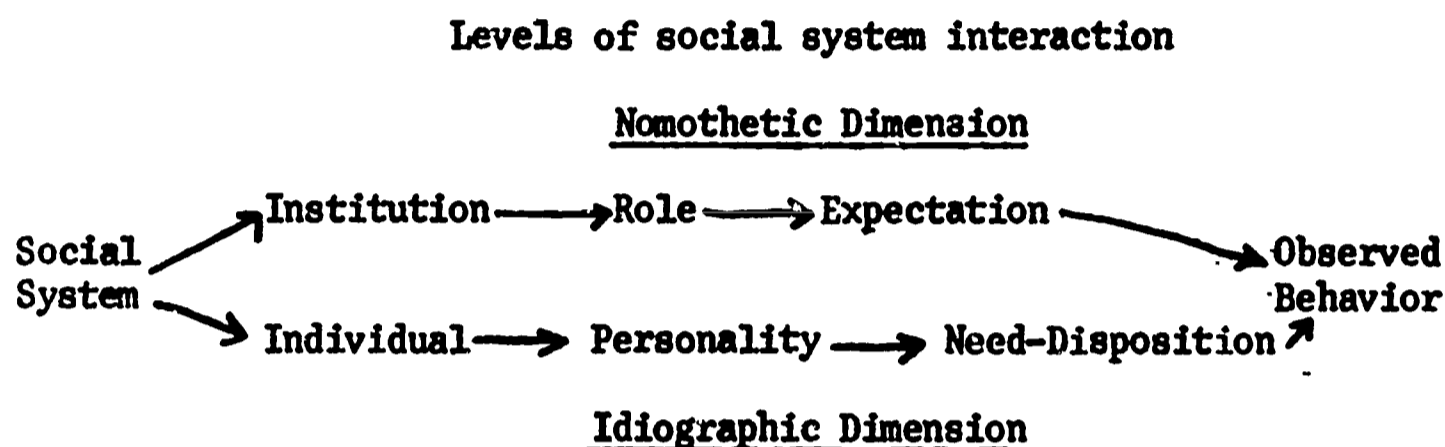 Levels of social system interaction
Nomothetic Dimension
Institution Role Expectation
Social
System
Observed
Behavior
Individual Personality Need-Disposition
Idiographic Dimension